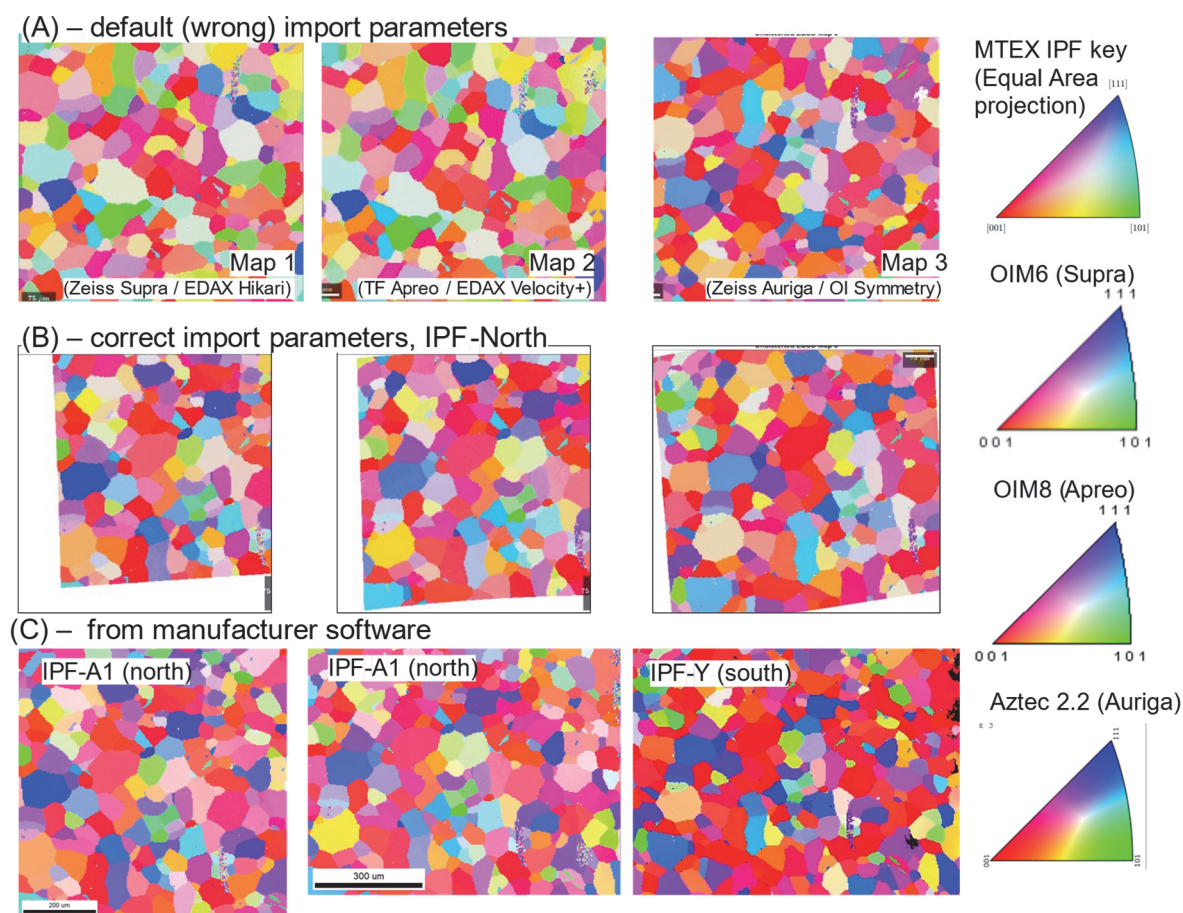 (A) – default (wrong) import parameters
Map 1
(Zeiss Supra / EDAX Hikari)
75 µm
Map 2
(TF Apreo / EDAX Velocity+)
Map 3
(Zeiss Auriga / OI Symmetry)
MTEX IPF key
(Equal Area
projection)
[111]
[001]
[101]
OIM6 (Supra)
1 1 1
0 0 1
1 0 1
(B) – correct import parameters, IPF-North
75
75
OIM8 (Apreo)
1 1 1
0 0 1
1 0 1
(C) – from manufacturer software
IPF-A1 (north)
200 um
IPF-A1 (north)
300 um
IPF-Y (south)
Aztec 2.2 (Auriga)
111
001
101